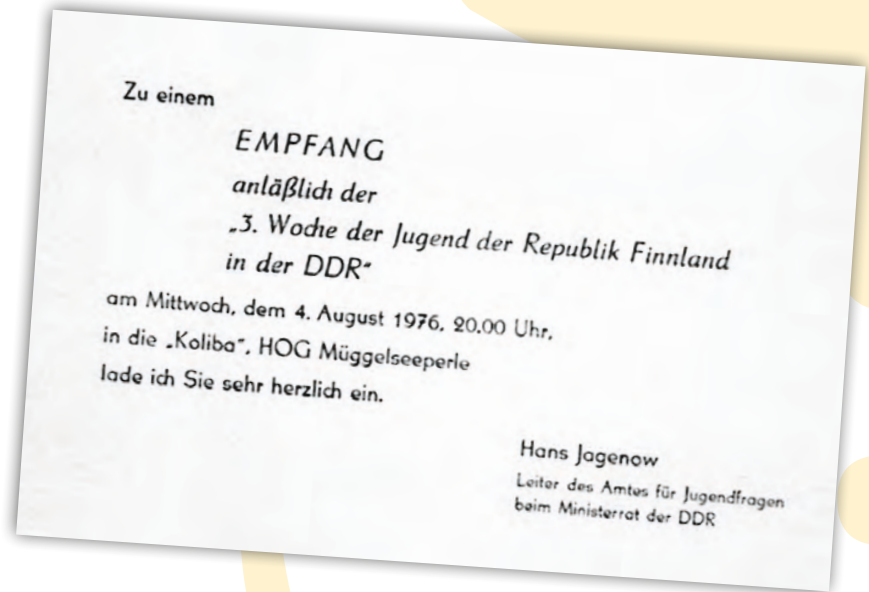 Zu einem
EMPFANG
anläßlich der
„3. Woche der Jugend der Republik Finnland
in der DDR“
am Mittwoch, dem 4. August 1976, 20.00 Uhr,
in die „Koliba“, HOG Müggelseeperle
lade ich Sie sehr herzlich ein.
Hans Jagenow
Leiter des Amtes für Jugendfragen
beim Ministerrat der DDR